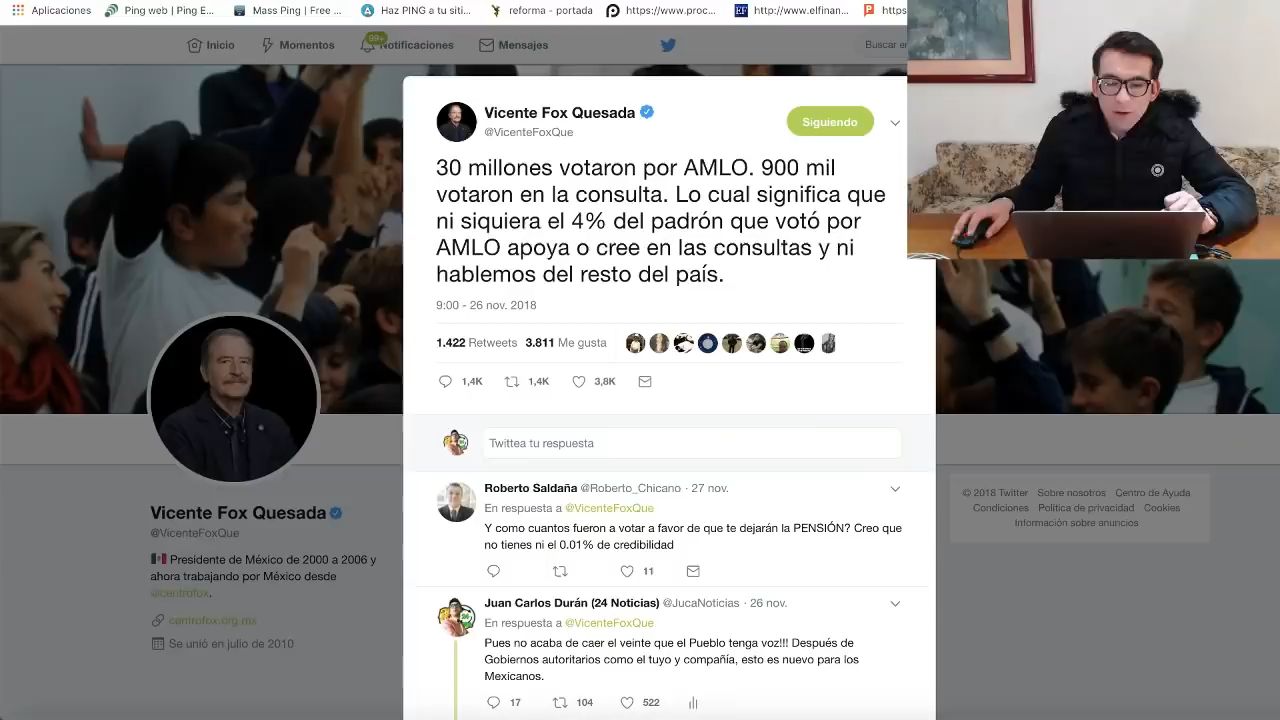 Aplicaciones
Ping web | Ping E...
Mass Ping | Free ...
Haz PING a tu siti...
reforma - portada
https://www.proc...
http://www.elfinan...
https
Inicio
Momentos
99+
Notificaciones
Mensajes
Buscar en
Vicente Fox Quesada
@VicenteFoxQue
Siguiendo
30 millones votaron por AMLO. 900 mil
votaron en la consulta. Lo cual significa que
ni siquiera el 4% del padrón que votó por
AMLO apoya o cree en las consultas y ni
hablemos del resto del país.
9:00 - 26 nov. 2018
1.422 Retweets 3.811 Me gusta
1,4K 1,4K 3,8K
Twittea tu respuesta
Roberto Saldaña @Roberto_Chicano · 27 nov.
En respuesta a @VicenteFoxQue
Y como cuantos fueron a votar a favor de que te dejarán la PENSIÓN? Creo que
no tienes ni el 0.01% de credibilidad
11
Juan Carlos Durán (24 Noticias) @JucaNoticias · 26 nov.
En respuesta a @VicenteFoxQue
Pues no acaba de caer el veinte que el Pueblo tenga voz!!! Después de
Gobiernos autoritarios como el tuyo y compañía, esto es nuevo para los
Mexicanos.
17 104 522
Vicente Fox Quesada
@VicenteFoxQue
Presidente de México de 2000 a 2006 y
ahora trabajando por México desde
@centrofox.
centrofox.org.mx
Se unió en julio de 2010
© 2018 Twitter Sobre nosotros Centro de Ayuda
Condiciones Política de privacidad Cookies
Información sobre anuncios